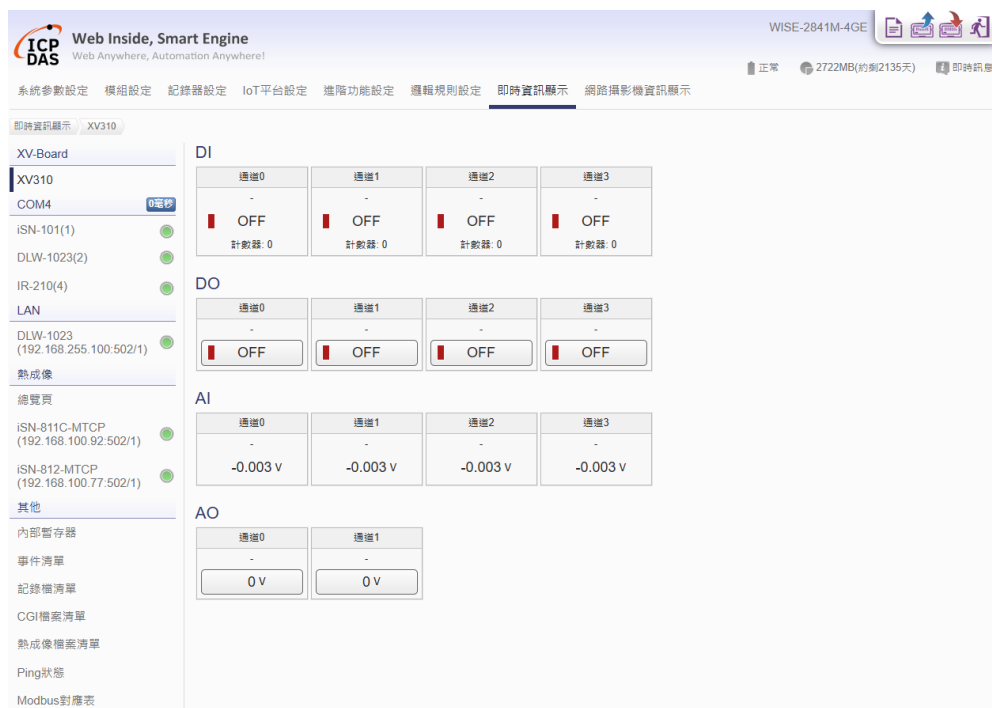 ICP DAS
Web Inside, Smart Engine
Web Anywhere, Automation Anywhere!
WISE-2841M-4GE
正常 2722MB(約剩2135天) 即時訊息
系統參數設定 模組設定 記錄器設定 IoT平台設定 進階功能設定 邏輯規則設定 即時資訊顯示 網路攝影機資訊顯示
即時資訊顯示 XV310
XV-Board
XV310
COM4 0毫秒
iSN-101(1)
DLW-1023(2)
IR-210(4)
LAN
DLW-1023
(192.168.255.100:502/1)
熱成像
總覽頁
iSN-811C-MTCP
(192.168.100.92:502/1)
iSN-812-MTCP
(192.168.100.77:502/1)
其他
內部暫存器
事件清單
記錄檔清單
CGI檔案清單
熱成像檔案清單
Ping狀態
Modbus對應表
DI
通道0 通道1 通道2 通道3
- - - -
OFF OFF OFF OFF
計數器: 0 計數器: 0 計數器: 0 計數器: 0
DO
通道0 通道1 通道2 通道3
- - - -
OFF OFF OFF OFF
AI
通道0 通道1 通道2 通道3
- - - -
-0.003 V -0.003 V -0.003 V -0.003 V
AO
通道0 通道1
- -
0 V 0 V